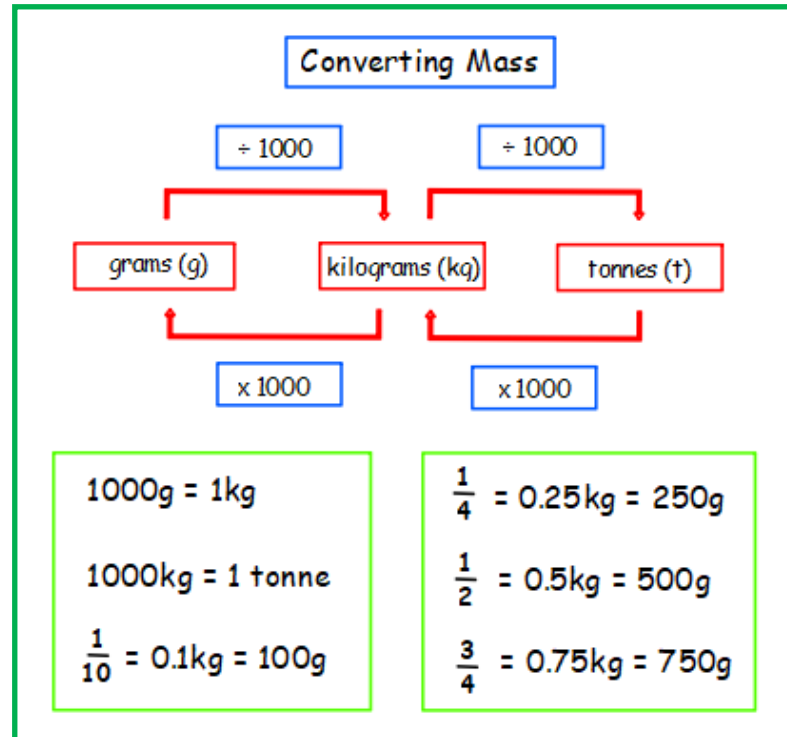 Converting Mass
÷ 1000
÷ 1000
grams (g)
kilograms (kg)
tonnes (t)
x 1000
x 1000
1000g = 1kg
1000kg = 1 tonne
1/10 = 0.1kg = 100g
1/4 = 0.25kg = 250g
1/2 = 0.5kg = 500g
3/4 = 0.75kg = 750g